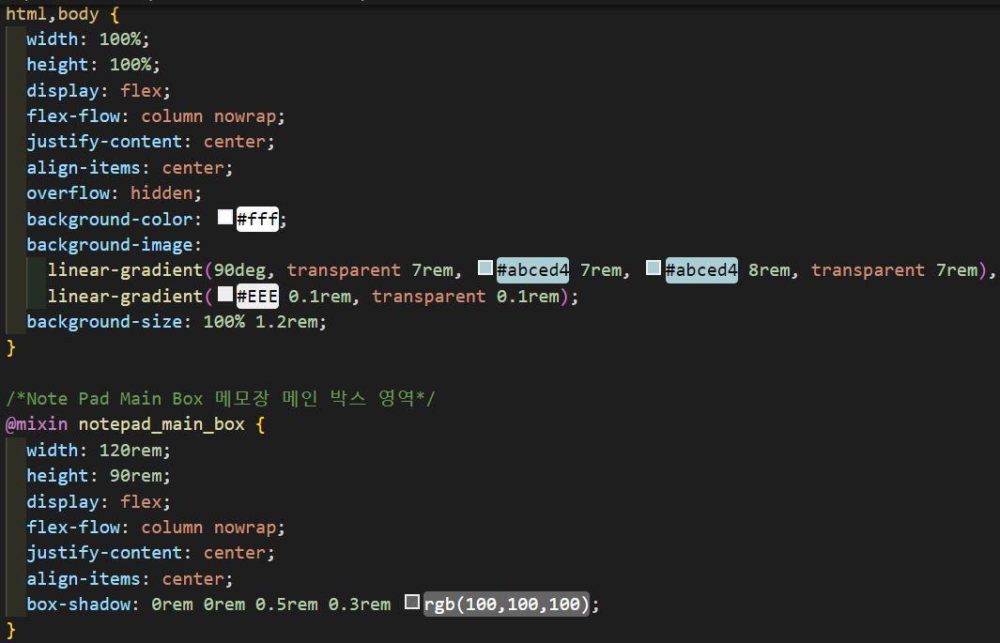 html,body {
  width: 100%;
  height: 100%;
  display: flex;
  flex-flow: column nowrap;
  justify-content: center;
  align-items: center;
  overflow: hidden;
  background-color: #fff;
  background-image:
    linear-gradient(90deg, transparent 7rem, #abced4 7rem, #abced4 8rem, transparent 7rem),
    linear-gradient(#EEE 0.1rem, transparent 0.1rem);
  background-size: 100% 1.2rem;
}

/*Note Pad Main Box 메모장 메인 박스 영역*/
@mixin notepad_main_box {
  width: 120rem;
  height: 90rem;
  display: flex;
  flex-flow: column nowrap;
  justify-content: center;
  align-items: center;
  box-shadow: 0rem 0rem 0.5rem 0.3rem rgb(100,100,100);
}